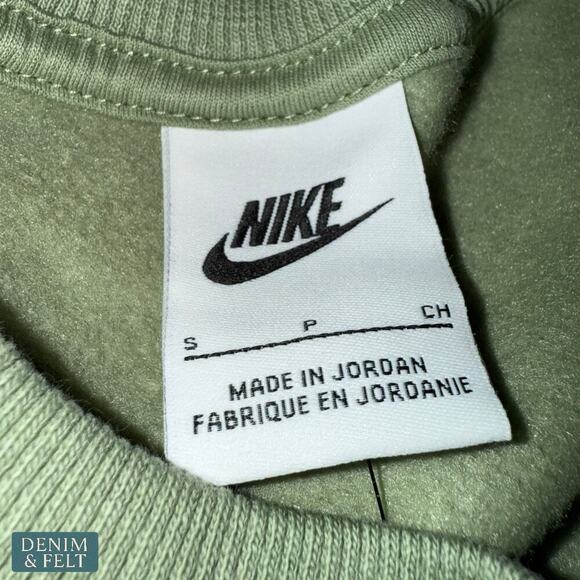 NIKE
S P CH
MADE IN JORDAN
FABRIQUE EN JORDANIE
DENIM
& FELT